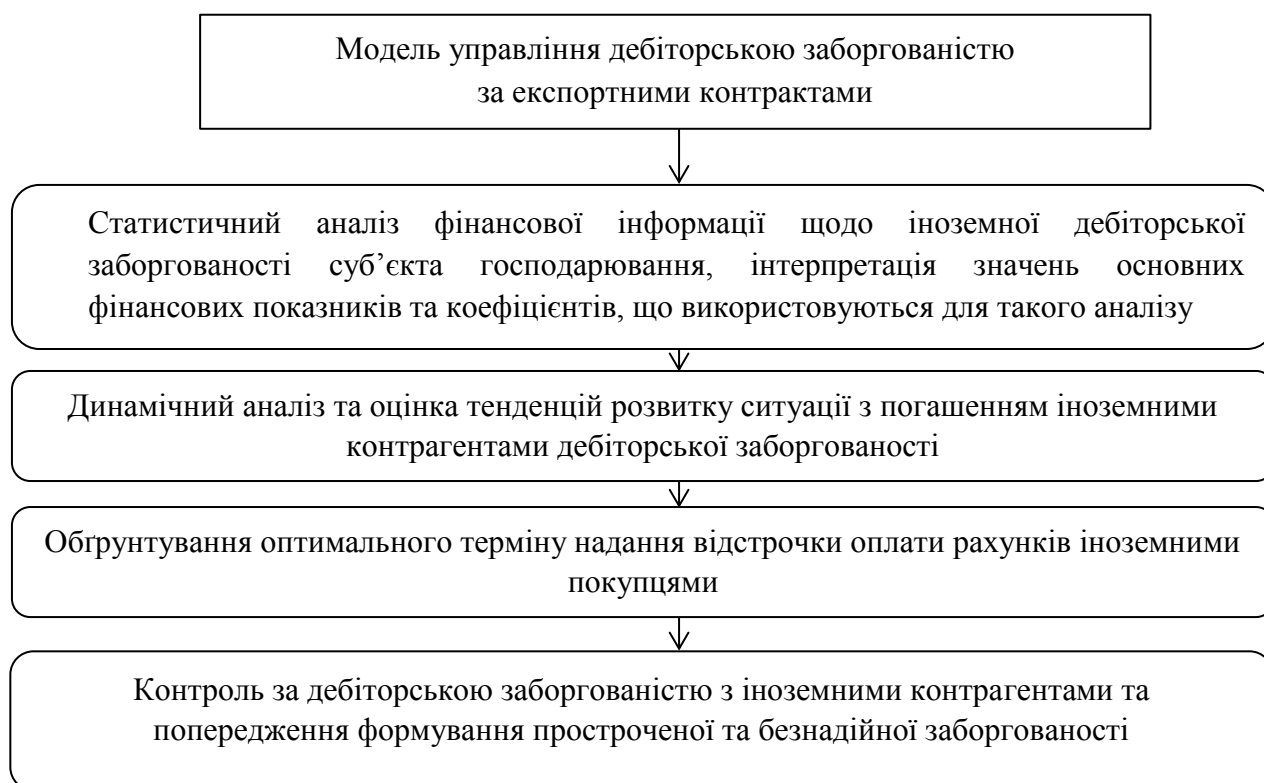 Модель управління дебіторською заборгованістю
за експортними контрактами
Статистичний аналіз фінансової інформації щодо іноземної дебіторської
заборгованості суб’єкта господарювання, інтерпретація значень основних
фінансових показників та коефіцієнтів, що використовуються для такого аналізу
Динамічний аналіз та оцінка тенденцій розвитку ситуації з погашенням іноземними
контрагентами дебіторської заборгованості
Обґрунтування оптимального терміну надання відстрочки оплати рахунків іноземними
покупцями
Контроль за дебіторською заборгованістю з іноземними контрагентами та
попередження формування простроченої та безнадійної заборгованості